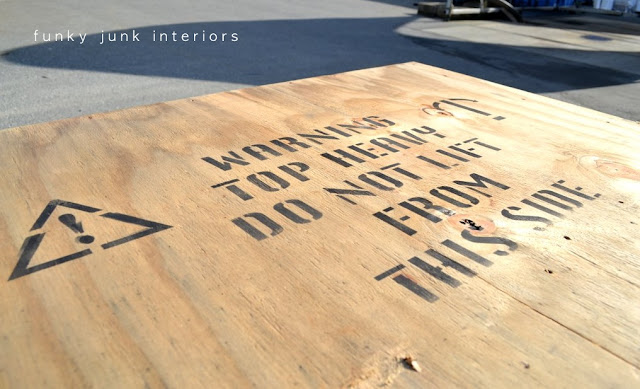 funky junk interiors
WARNING
TOP HEAVY
DO NOT LIFT
FROM
THIS SIDE